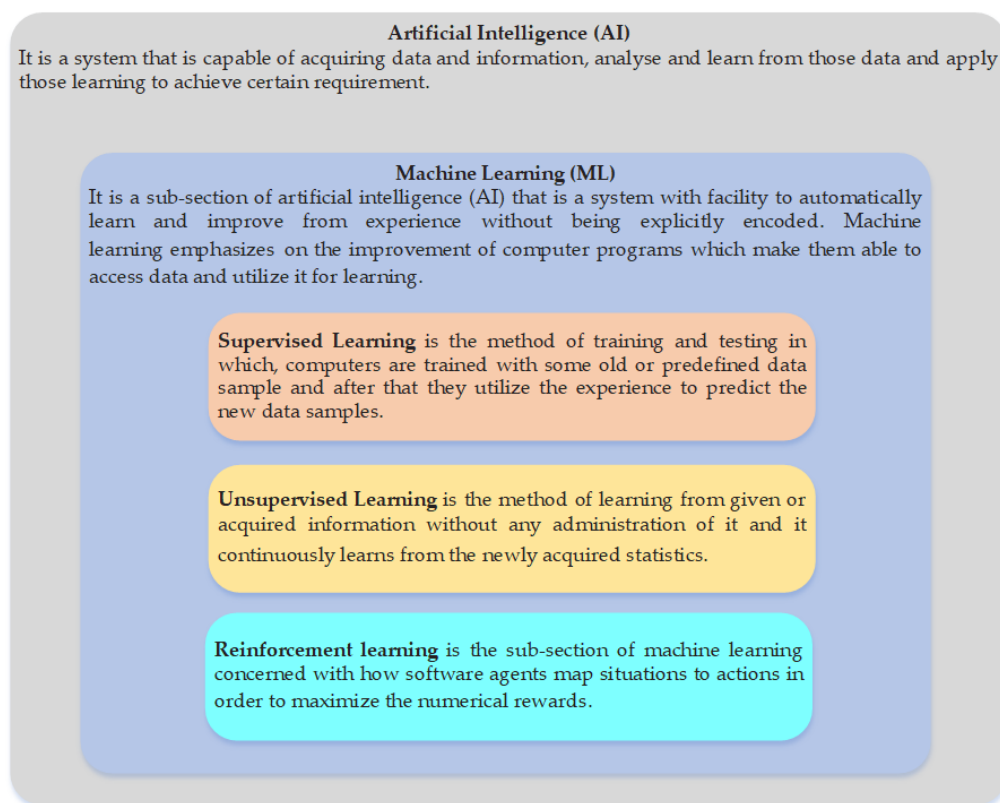 Artificial Intelligence (AI)
It is a system that is capable of acquiring data and information, analyse and learn from those data and apply
those learning to achieve certain requirement.
Machine Learning (ML)
It is a sub-section of artificial intelligence (AI) that is a system with facility to automatically
learn and improve from experience without being explicitly encoded. Machine
learning emphasizes on the improvement of computer programs which make them able to
access data and utilize it for learning.
Supervised Learning is the method of training and testing in
which, computers are trained with some old or predefined data
sample and after that they utilize the experience to predict the
new data samples.
Unsupervised Learning is the method of learning from given or
acquired information without any administration of it and it
continuously learns from the newly acquired statistics.
Reinforcement learning is the sub-section of machine learning
concerned with how software agents map situations to actions in
order to maximize the numerical rewards.